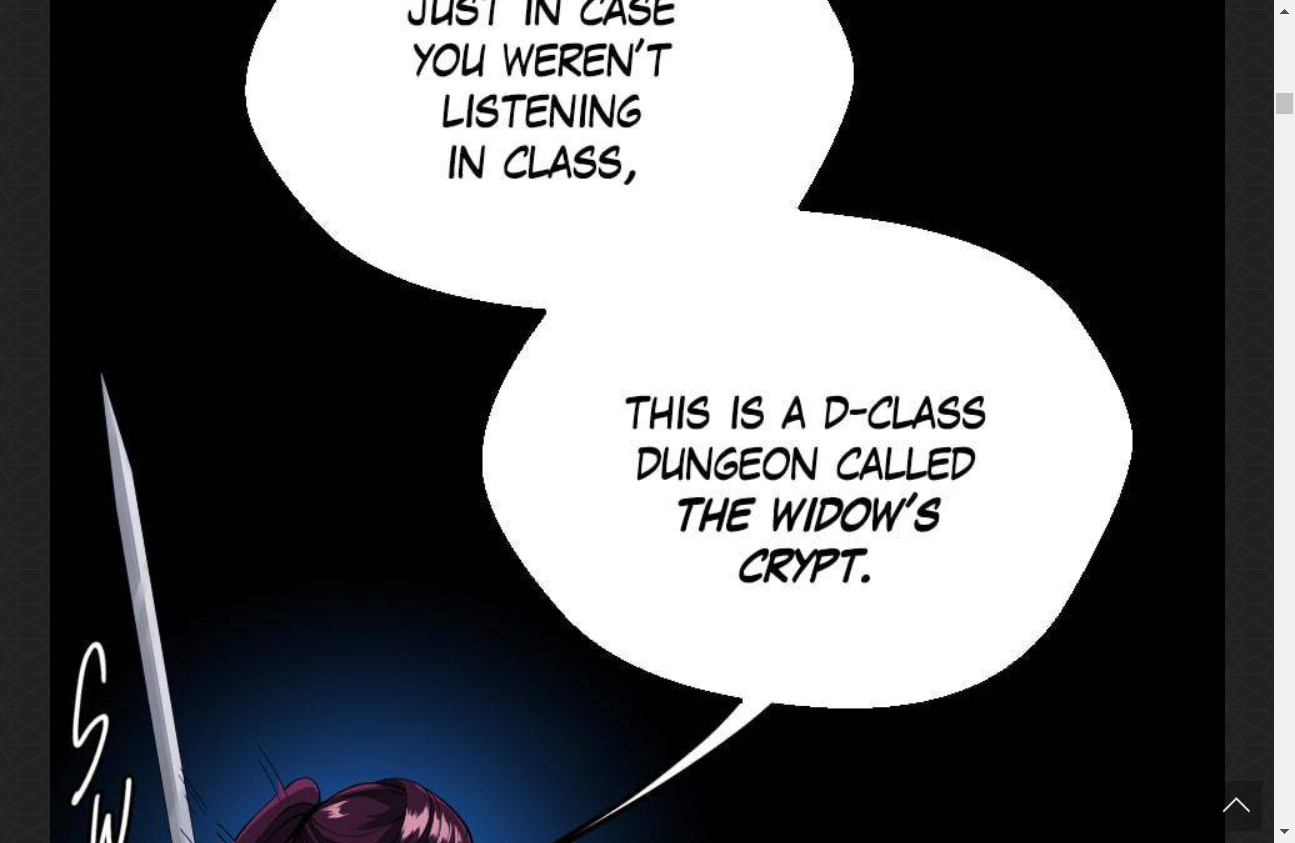 JUST IN CASE
YOU WEREN'T
LISTENING
IN CLASS,
THIS IS A D-CLASS
DUNGEON CALLED
THE WIDOW'S
CRYPT.
S
W